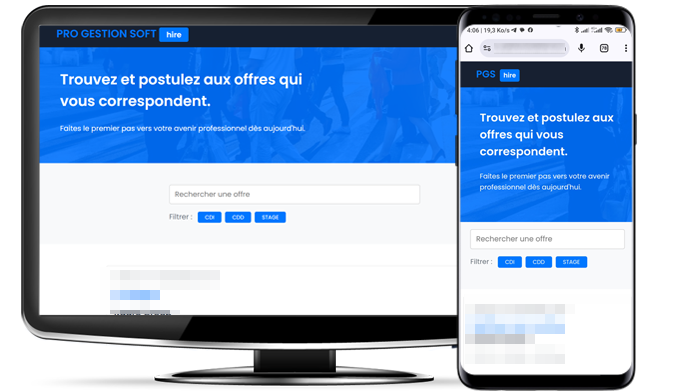 PRO GESTION SOFT hire
Trouvez et postulez aux offres qui
vous correspondent.
Faites le premier pas vers votre avenir professionnel dès aujourd'hui.
Rechercher une offre
Filtrer : CDI CDD STAGE
4:06 | 19,3 Ko/s
78
PGS hire
Trouvez et postulez aux
offres qui vous
correspondent.
Faites le premier pas vers votre avenir
professionnel dès aujourd'hui.
Rechercher une offre
Filtrer : CDI CDD STAGE